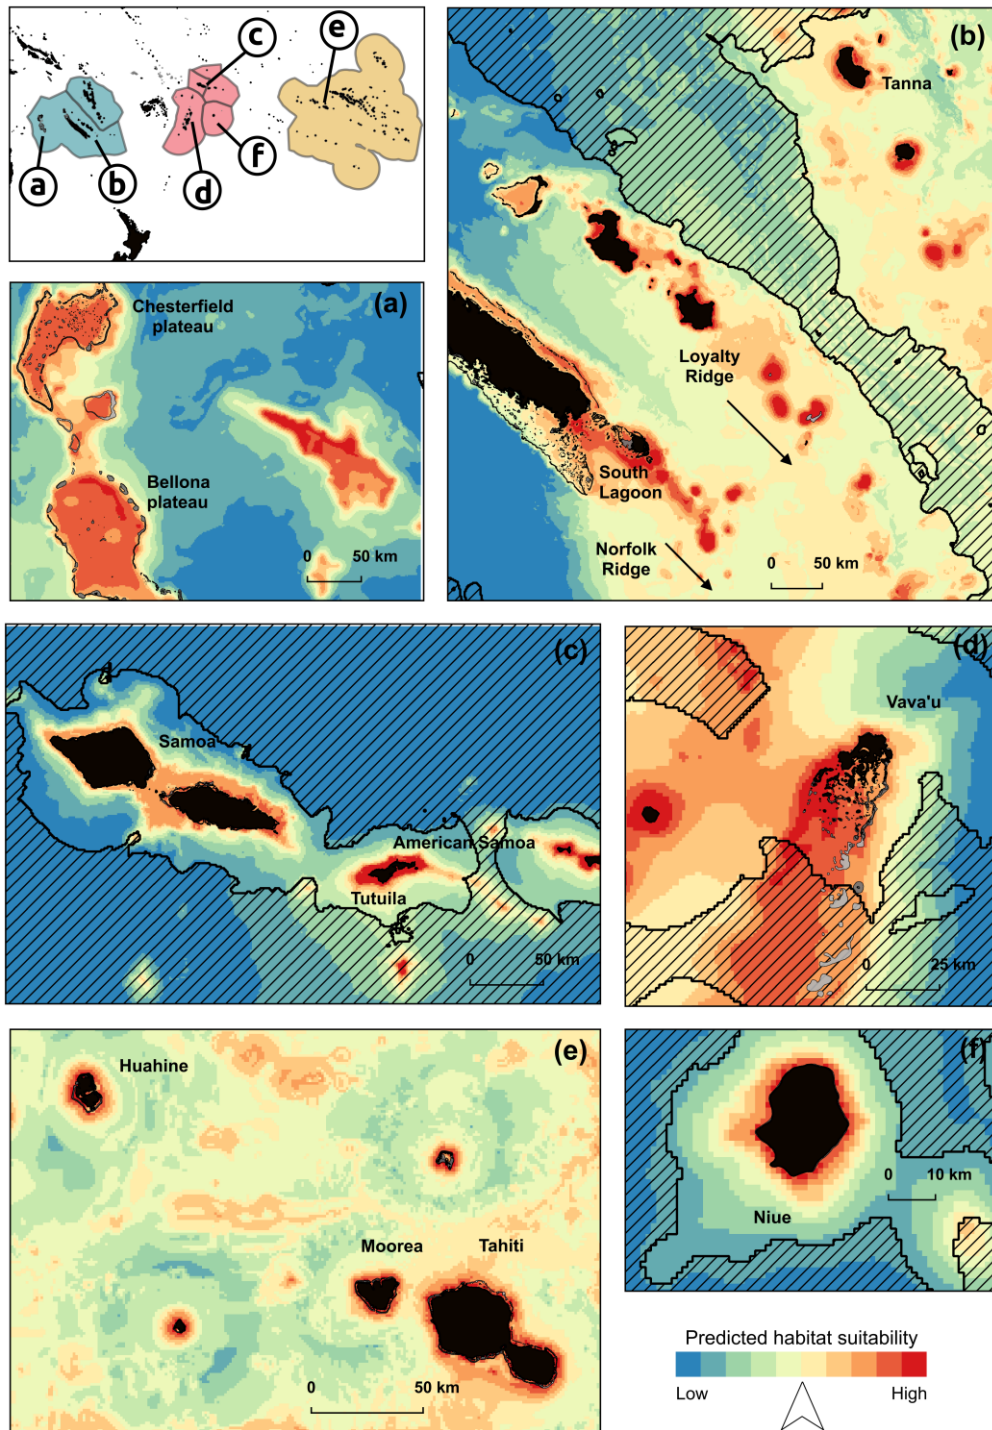 c
e
a
b
d
f
(a)
Chesterfield
plateau
Bellona
plateau
0
50 km
(b)
Tanna
Loyalty
Ridge
South
Lagoon
Norfolk
Ridge
0
50 km
(c)
Samoa
American Samoa
Tutuila
0
50 km
(d)
Vava'u
0
25 km
(e)
Huahine
Moorea
Tahiti
0
50 km
(f)
0
10 km
Niue
Predicted habitat suitability
Low
High